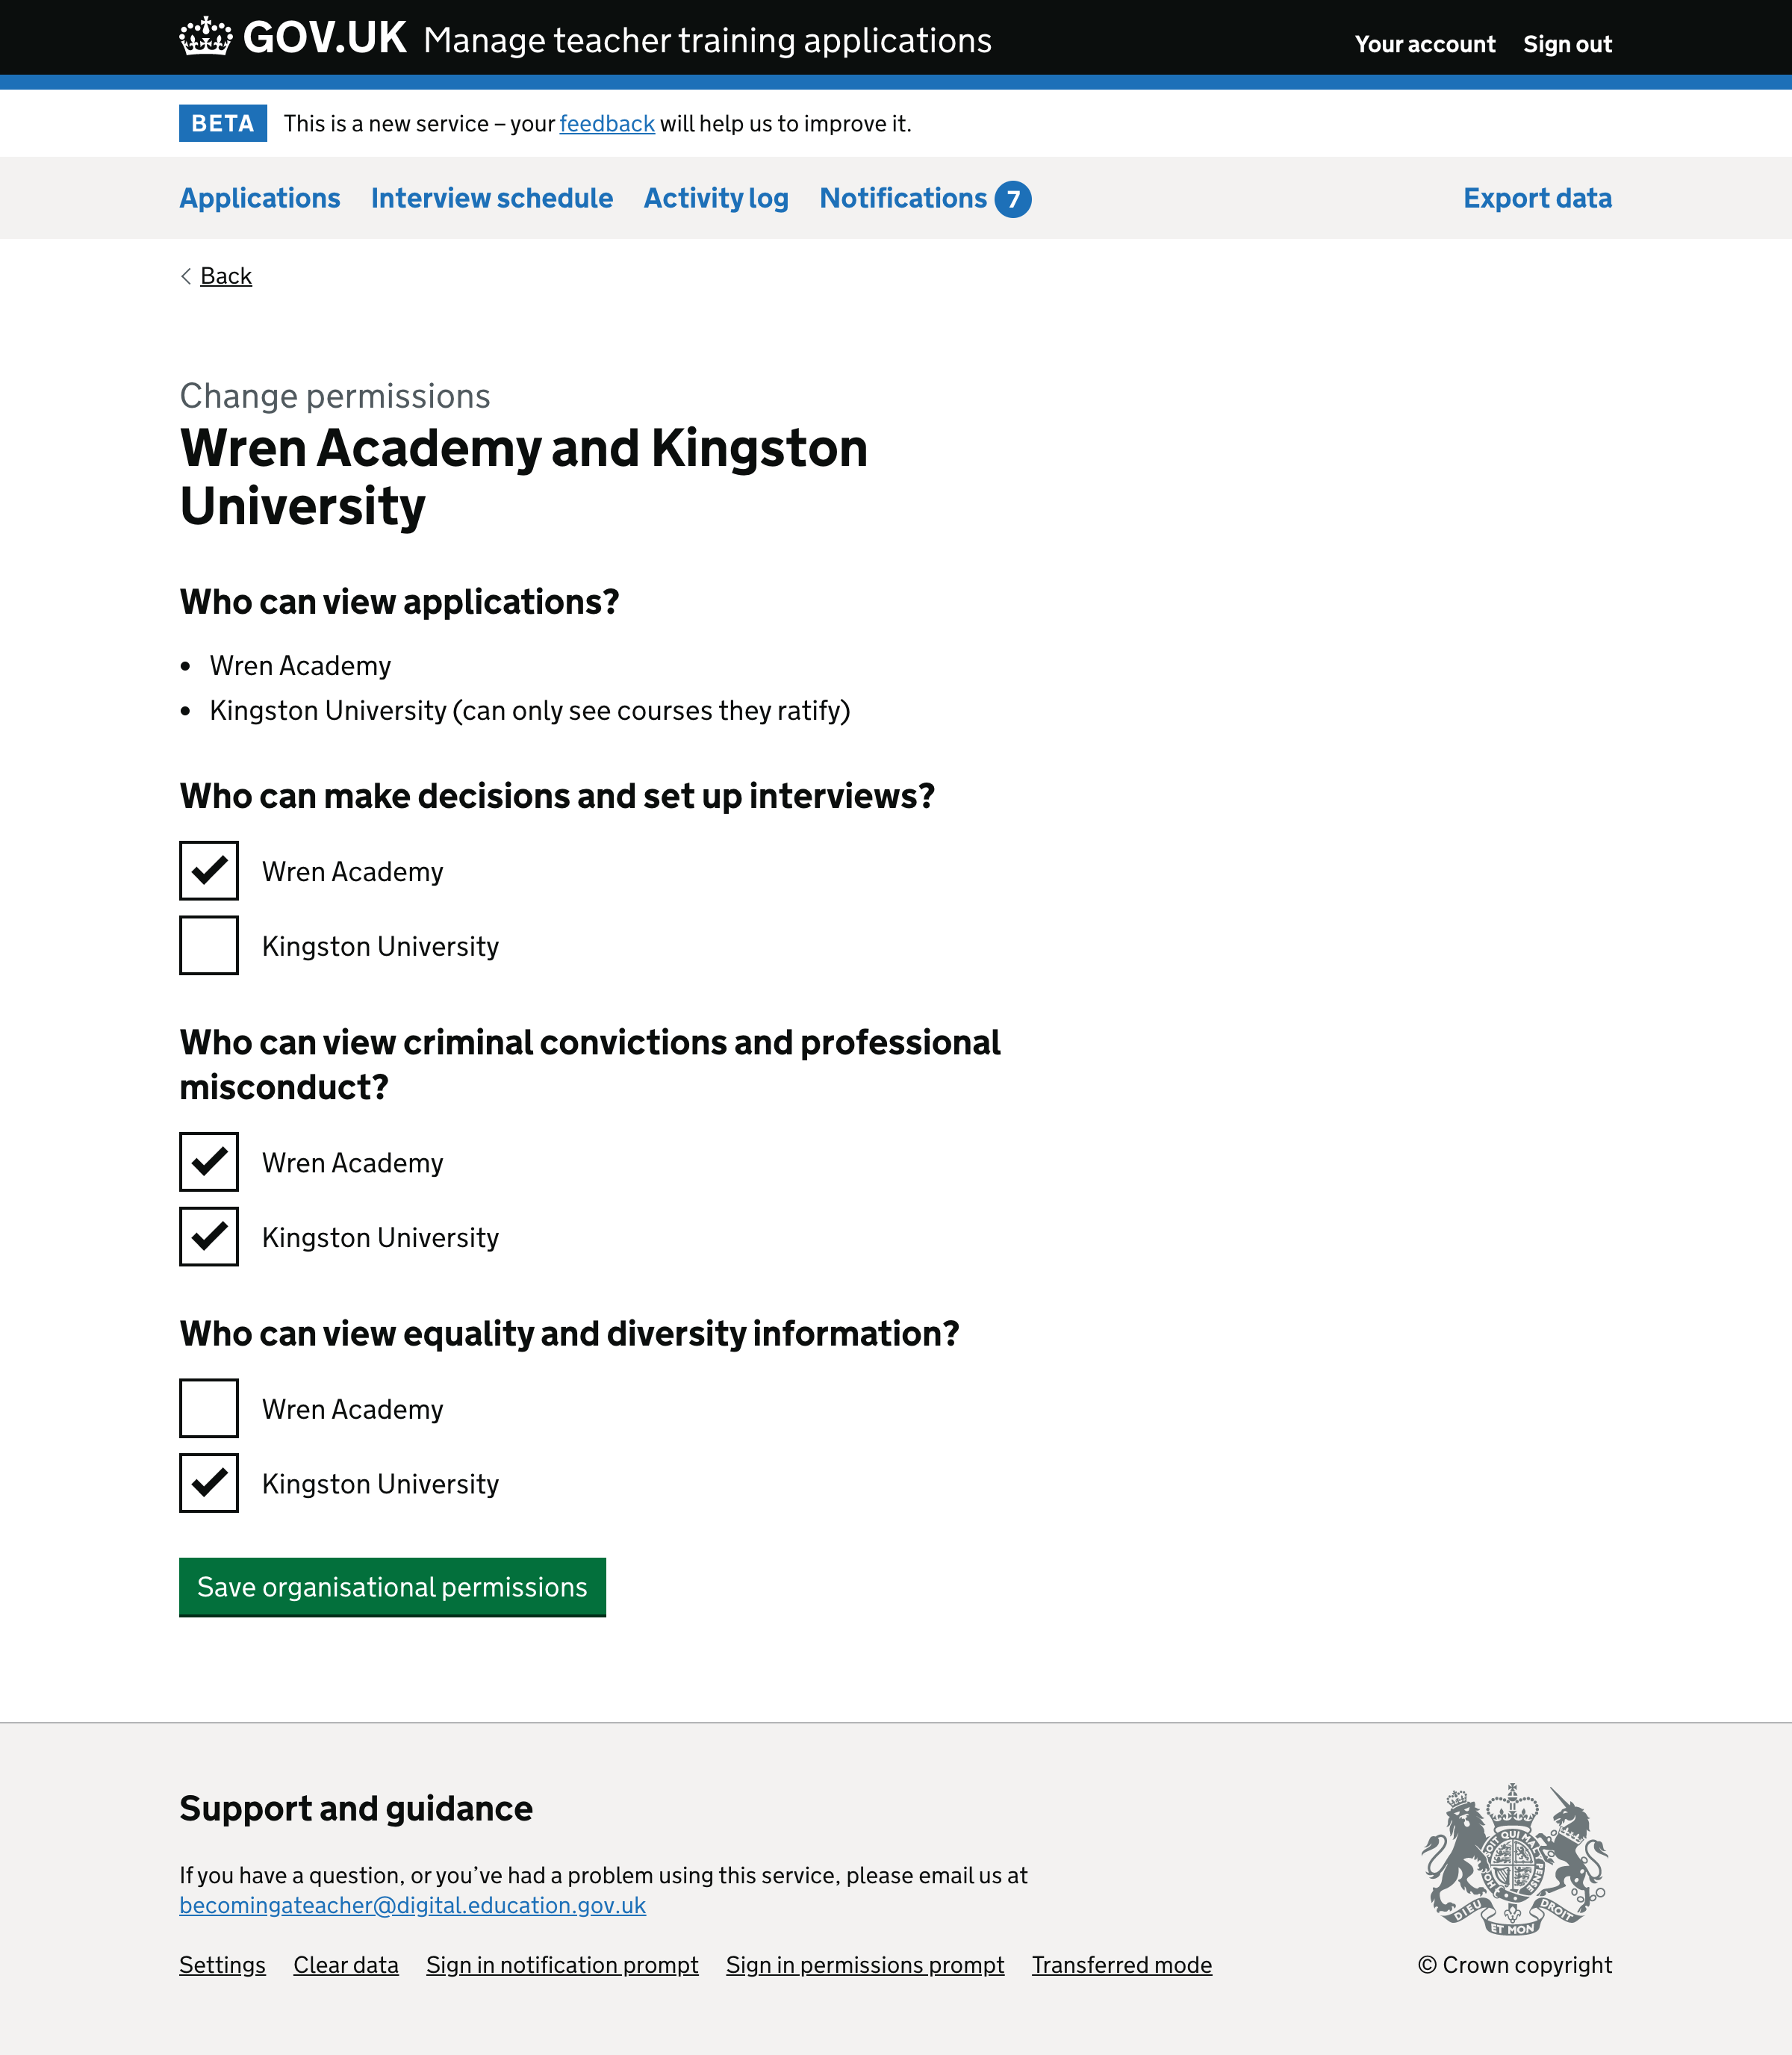 GOV.UK Manage teacher training applications Your account Sign out
BETA This is a new service – your feedback will help us to improve it.
Applications Interview schedule Activity log Notifications 7 Export data
Back
Change permissions
Wren Academy and Kingston
University
Who can view applications?
• Wren Academy
• Kingston University (can only see courses they ratify)
Who can make decisions and set up interviews?
Wren Academy
Kingston University
Who can view criminal convictions and professional
misconduct?
Wren Academy
Kingston University
Who can view equality and diversity information?
Wren Academy
Kingston University
Save organisational permissions
Support and guidance
If you have a question, or you’ve had a problem using this service, please email us at
becomingateacher@digital.education.gov.uk
DIEU ET MON DROIT
Settings Clear data Sign in notification prompt Sign in permissions prompt Transferred mode © Crown copyright